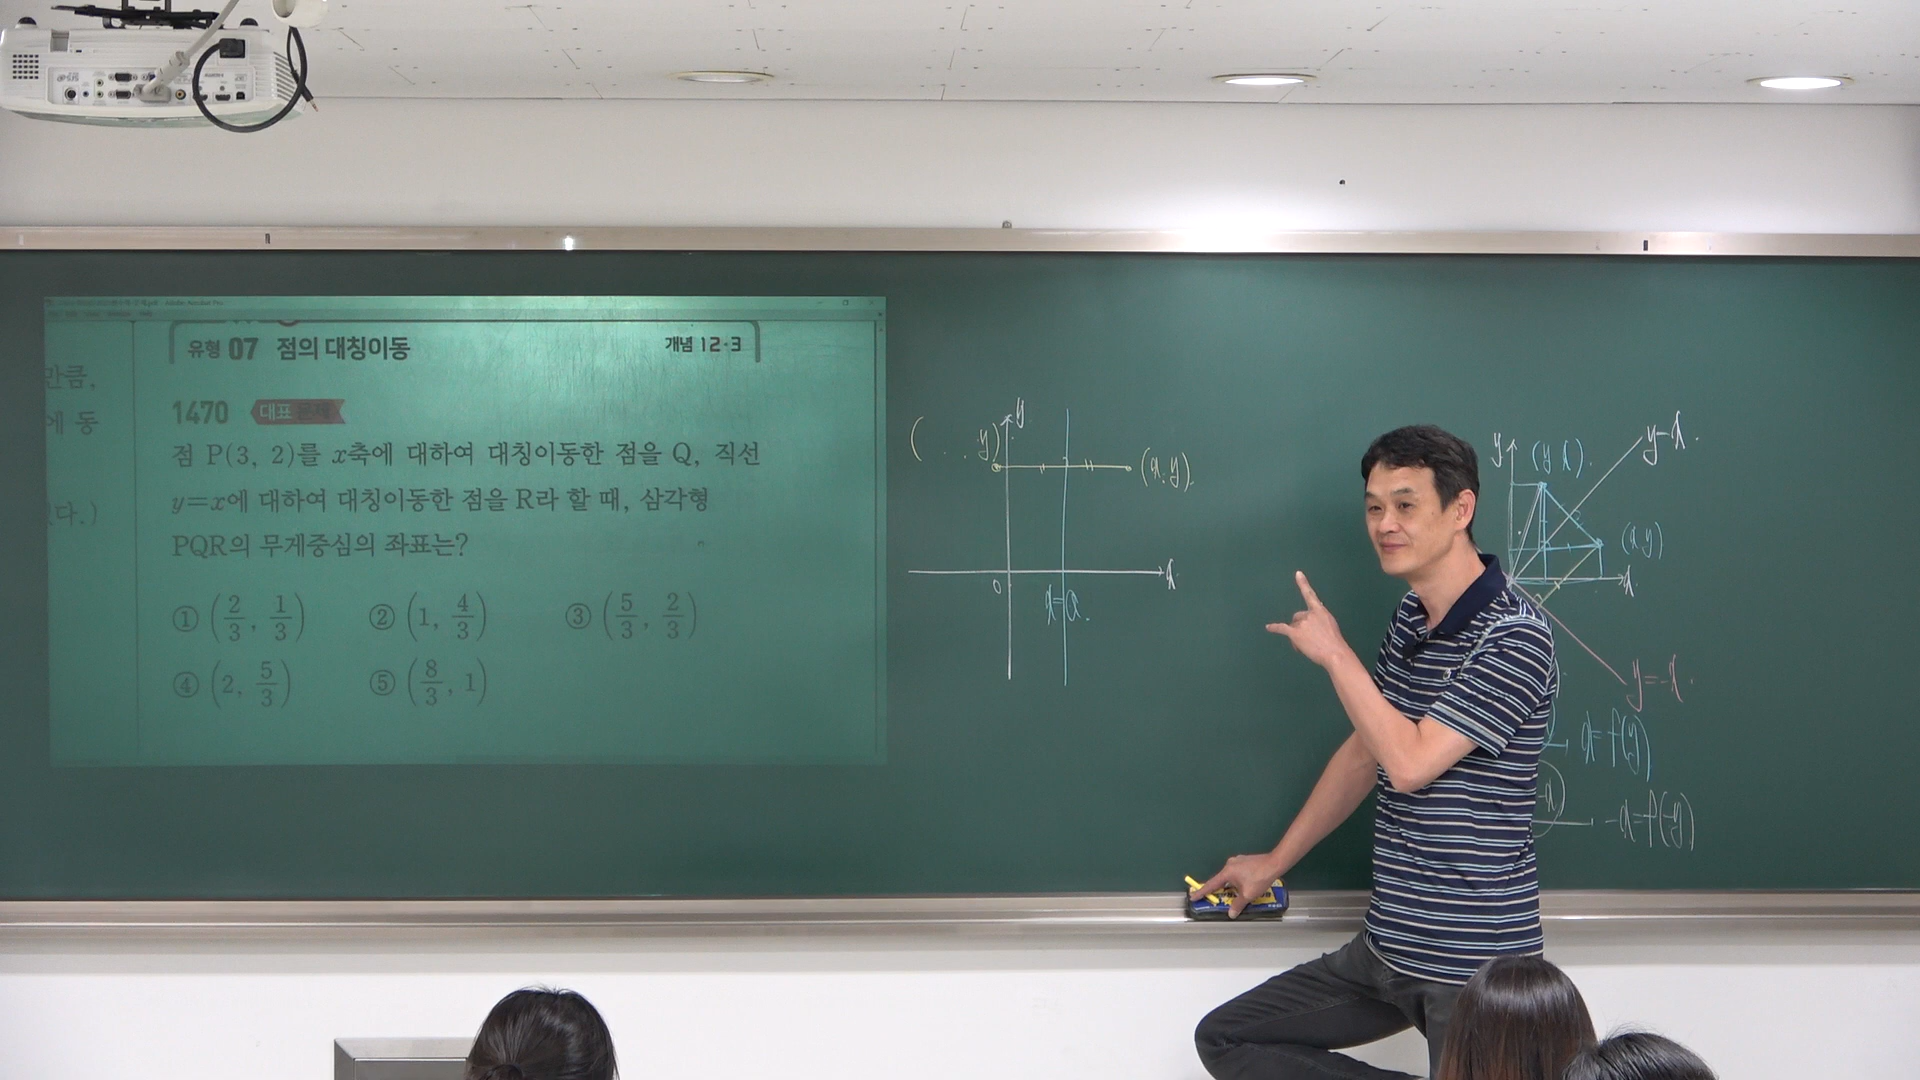 유형 07 점의 대칭이동 개념 12-3
만큼,
에 동
다.)
1470 대표 문제
점 P(3, 2)를 x축에 대하여 대칭이동한 점을 Q, 직선
y=x에 대하여 대칭이동한 점을 R라 할 때, 삼각형
PQR의 무게중심의 좌표는?
① (2/3, 1/3) ② (1, 4/3) ③ (5/3, 2/3)
④ (2, 5/3) ⑤ (8/3, 1)
y
( . . y)
(x, y).
x
0
x=a.
y
(y x).
y=x.
(x, y)
x
y=-x.
x=f(y)
-x=f(-y)